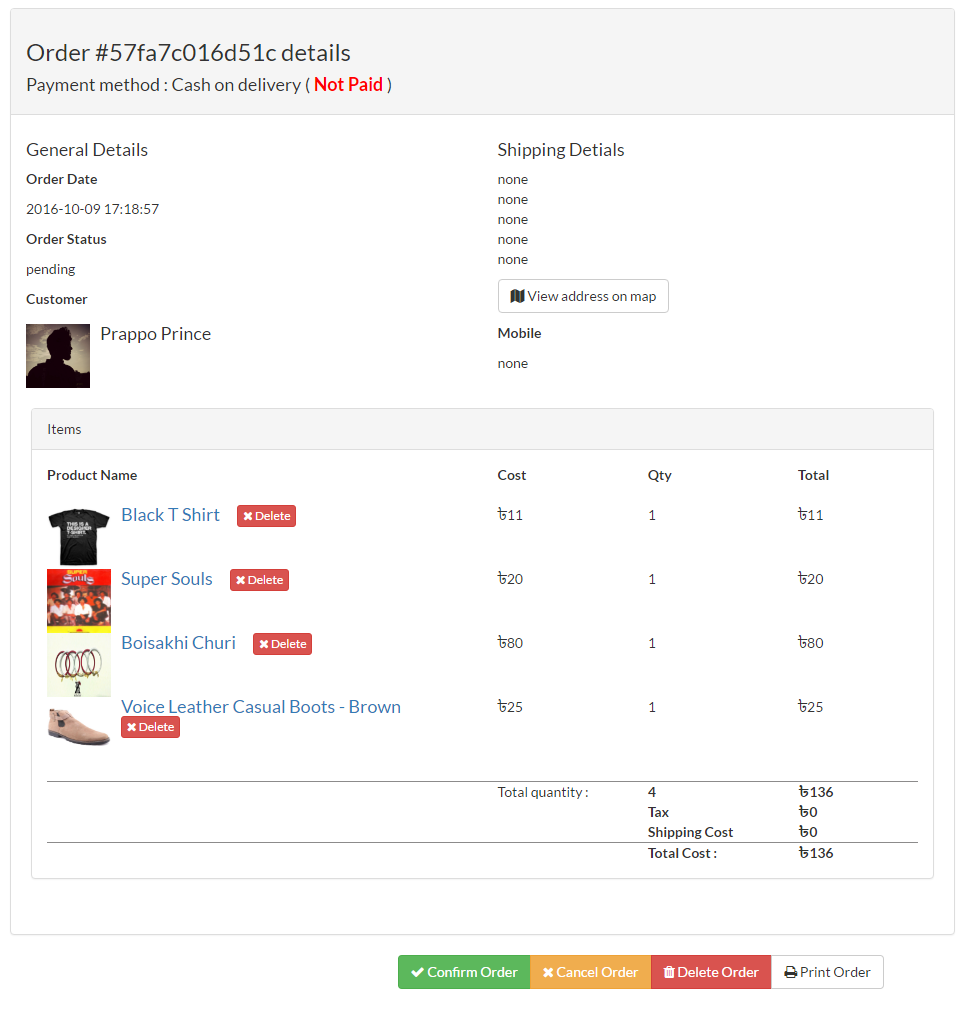 Order #57fa7c016d51c details
Payment method : Cash on delivery ( Not Paid )
General Details
Order Date
2016-10-09 17:18:57
Order Status
pending
Customer
Prappo Prince
Shipping Detials
none
none
none
none
none
View address on map
Mobile
none
Items
Product Name Cost Qty Total
THIS IS A
DESIGNER
T-SHIRT.
Black T Shirt Delete ৳11 1 ৳11
SUPER
Souls
Super Souls Delete ৳20 1 ৳20
Boisakhi Churi Delete ৳80 1 ৳80
Voice Leather Casual Boots - Brown ৳25 1 ৳25
Delete
Total quantity : 4 ৳136
Tax ৳0
Shipping Cost ৳0
Total Cost : ৳136
Confirm Order Cancel Order Delete Order Print Order